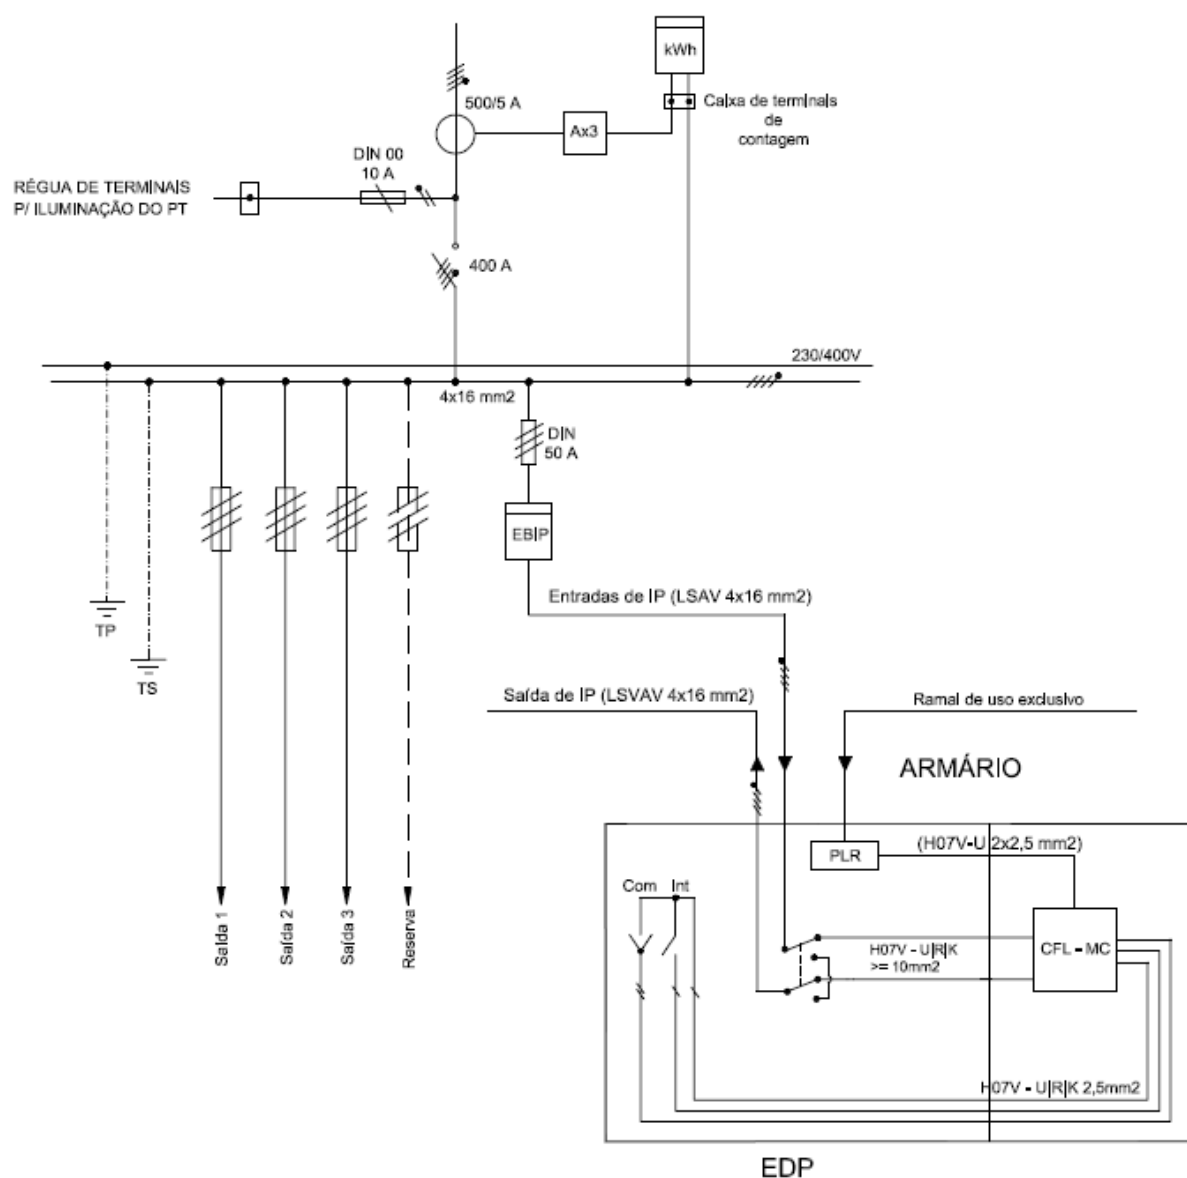 kWh
500/5 A
Caixa de terminais
de
contagem
Ax3
DIN 00
10 A
RÉGUA DE TERMINAIS
P/ ILUMINAÇÃO DO PT
400 A
230/400V
4x16 mm2
DIN
50 A
EBIP
Entradas de IP (LSAV 4x16 mm2)
TP
TS
Saída de IP (LSVAV 4x16 mm2)
Ramal de uso exclusivo
ARMÁRIO
PLR
(H07V-U 2x2,5 mm2)
Com Int
Saída 1
Saída 2
Saída 3
Reserva
H07V - U|R|K
>= 10mm2
CFL - MC
H07V - U|R|K 2,5mm2
EDP